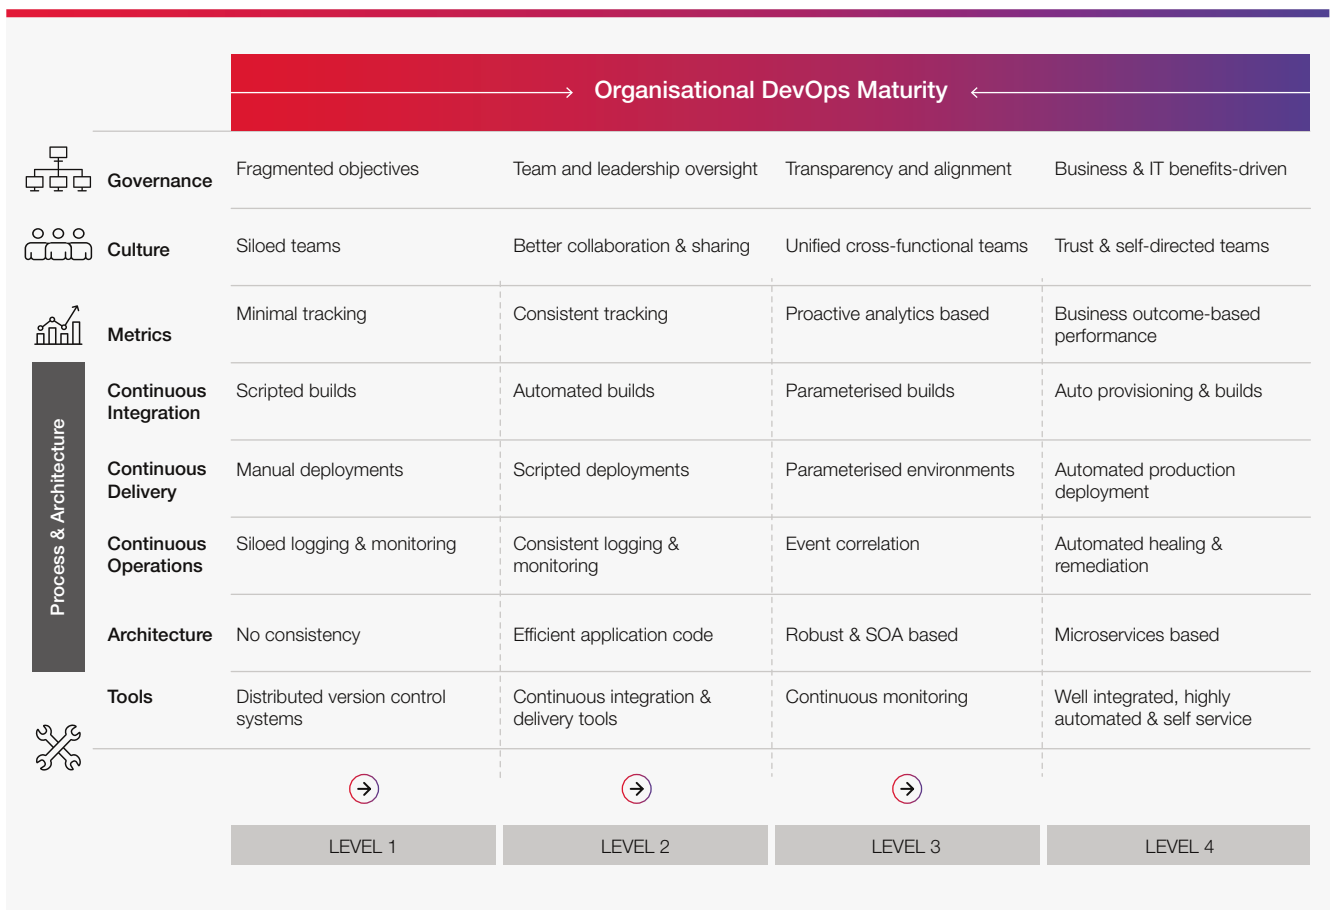 Organisational DevOps Maturity
Governance
Fragmented objectives
Team and leadership oversight
Transparency and alignment
Business & IT benefits-driven
Culture
Siloed teams
Better collaboration & sharing
Unified cross-functional teams
Trust & self-directed teams
Metrics
Minimal tracking
Consistent tracking
Proactive analytics based
Business outcome-based
performance
Process & Architecture
Continuous
Integration
Scripted builds
Automated builds
Parameterised builds
Auto provisioning & builds
Continuous
Delivery
Manual deployments
Scripted deployments
Parameterised environments
Automated production
deployment
Continuous
Operations
Siloed logging & monitoring
Consistent logging &
monitoring
Event correlation
Automated healing &
remediation
Architecture
No consistency
Efficient application code
Robust & SOA based
Microservices based
Tools
Distributed version control
systems
Continuous integration &
delivery tools
Continuous monitoring
Well integrated, highly
automated & self service
LEVEL 1
LEVEL 2
LEVEL 3
LEVEL 4